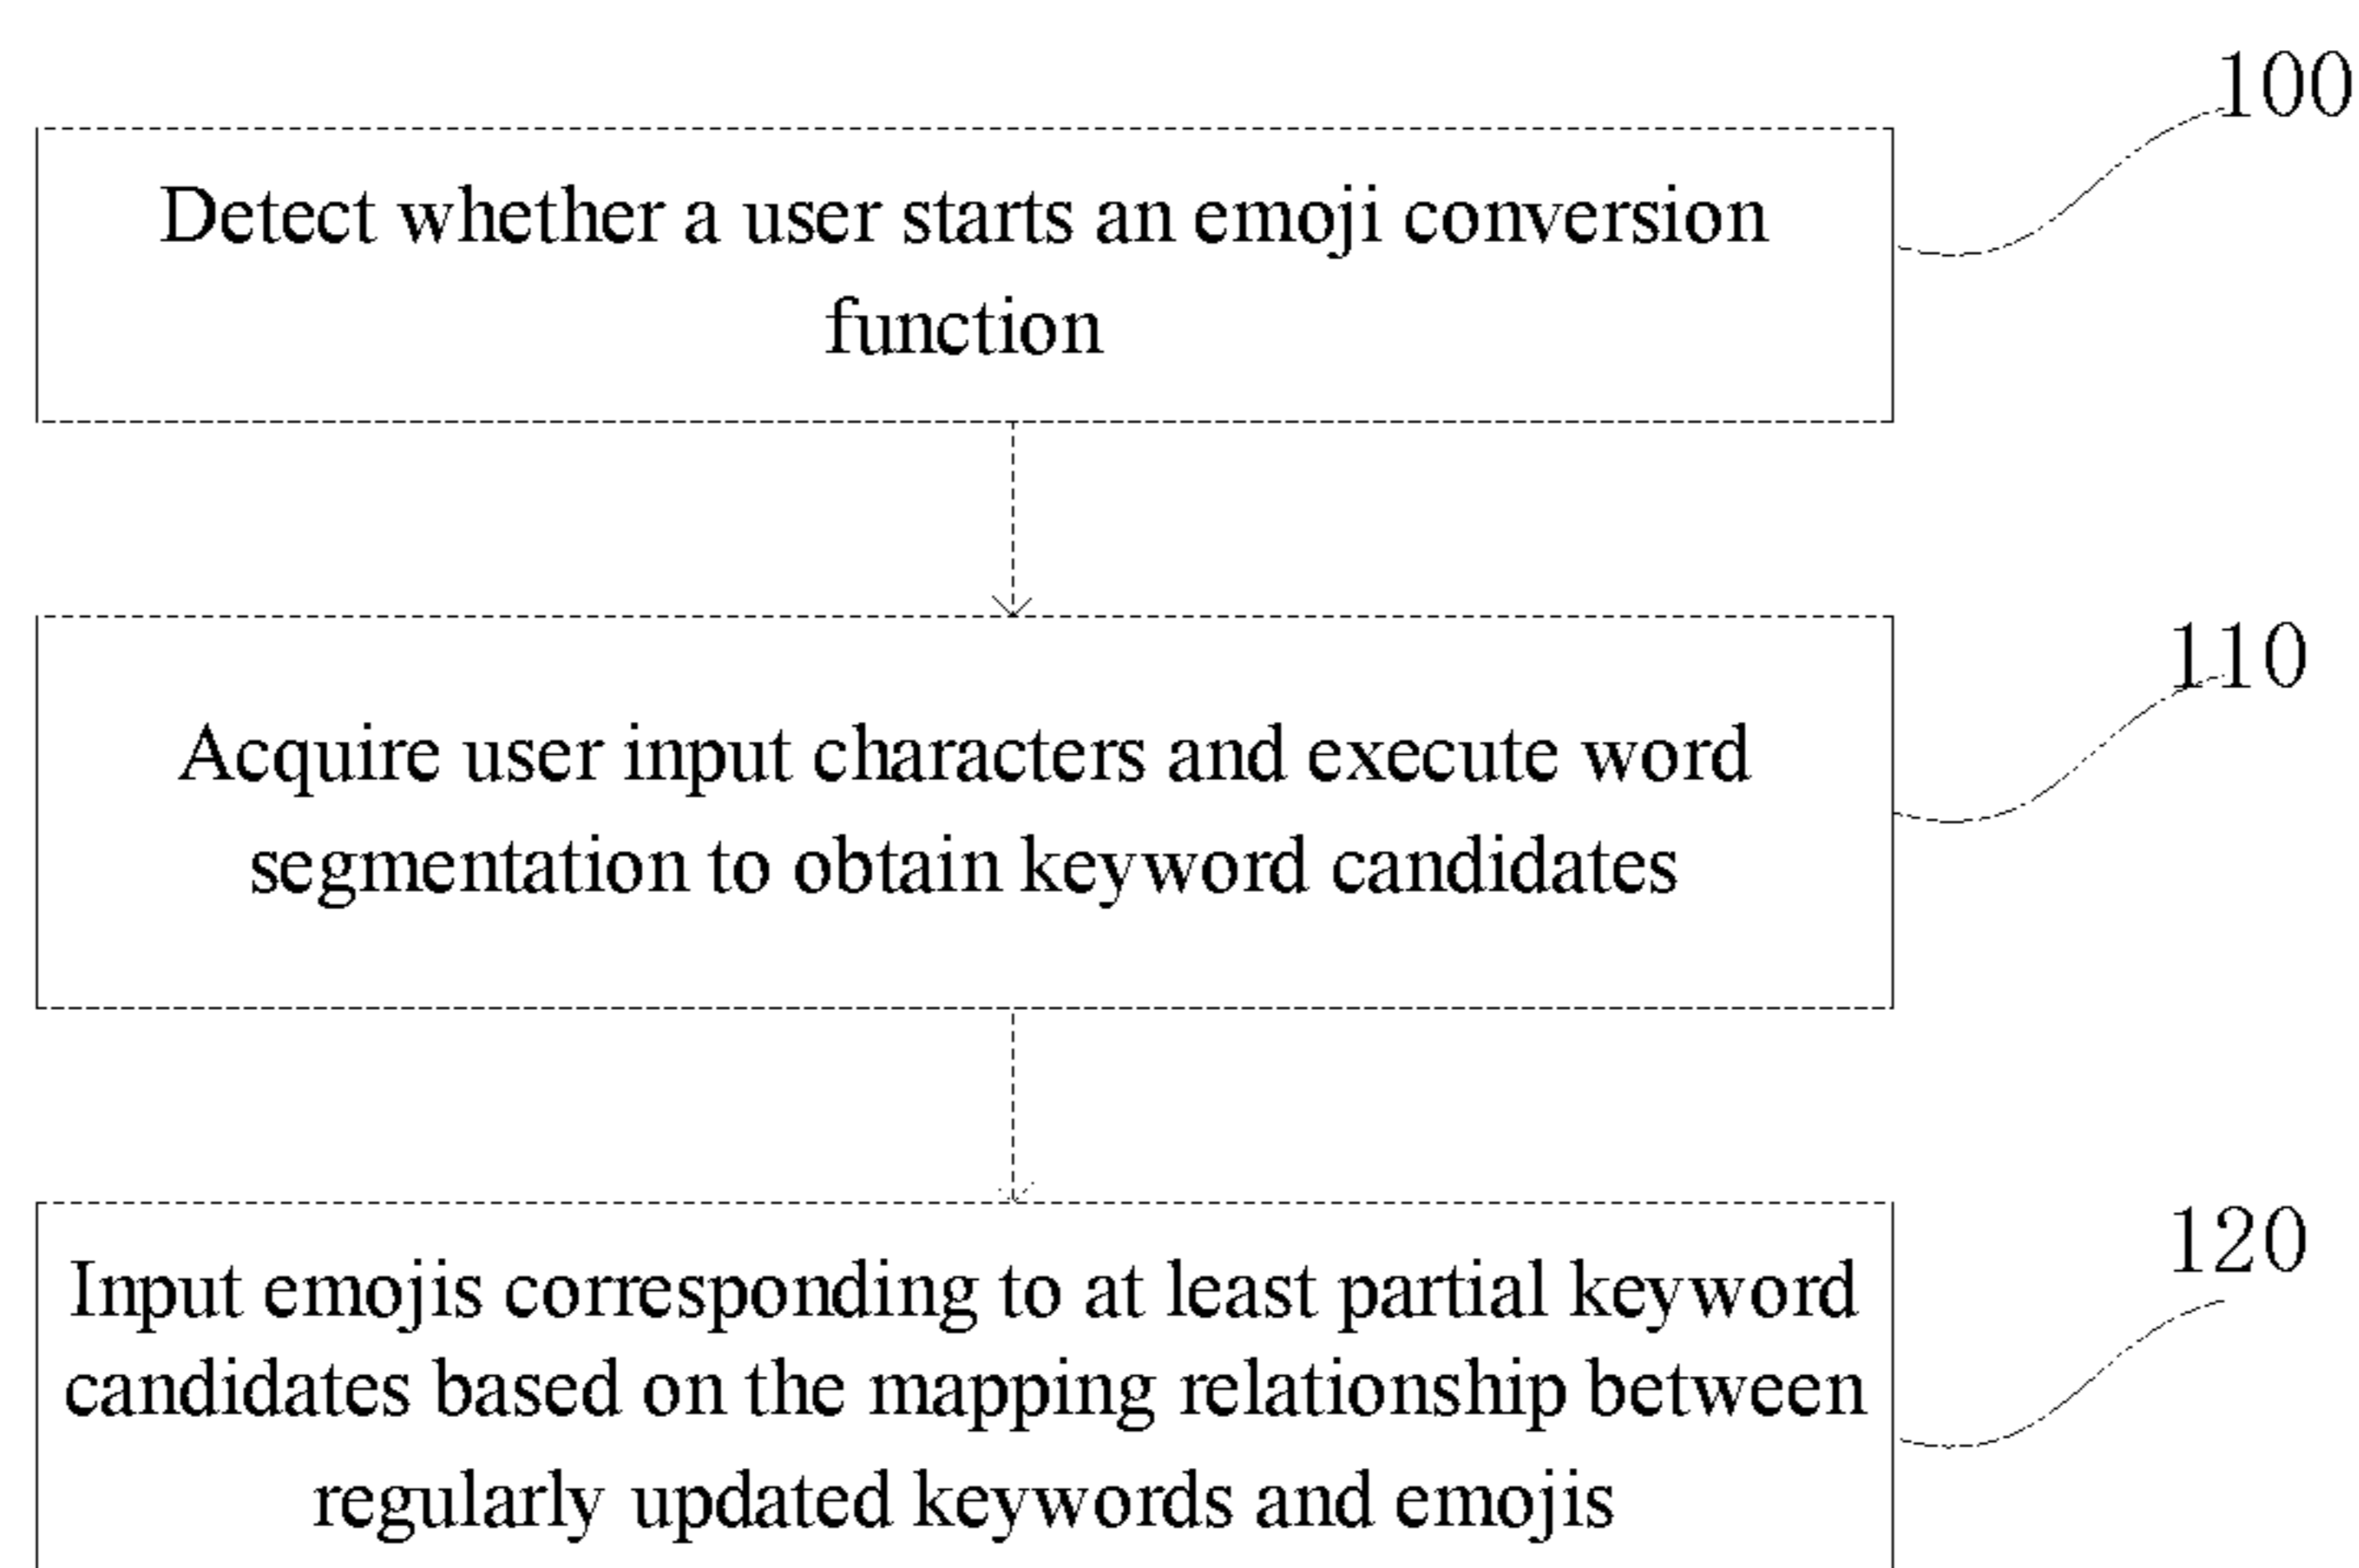 100
Detect whether a user starts an emoji conversion
function
110
Acquire user input characters and execute word
segmentation to obtain keyword candidates
120
Input emojis corresponding to at least partial keyword
candidates based on the mapping relationship between
regularly updated keywords and emojis